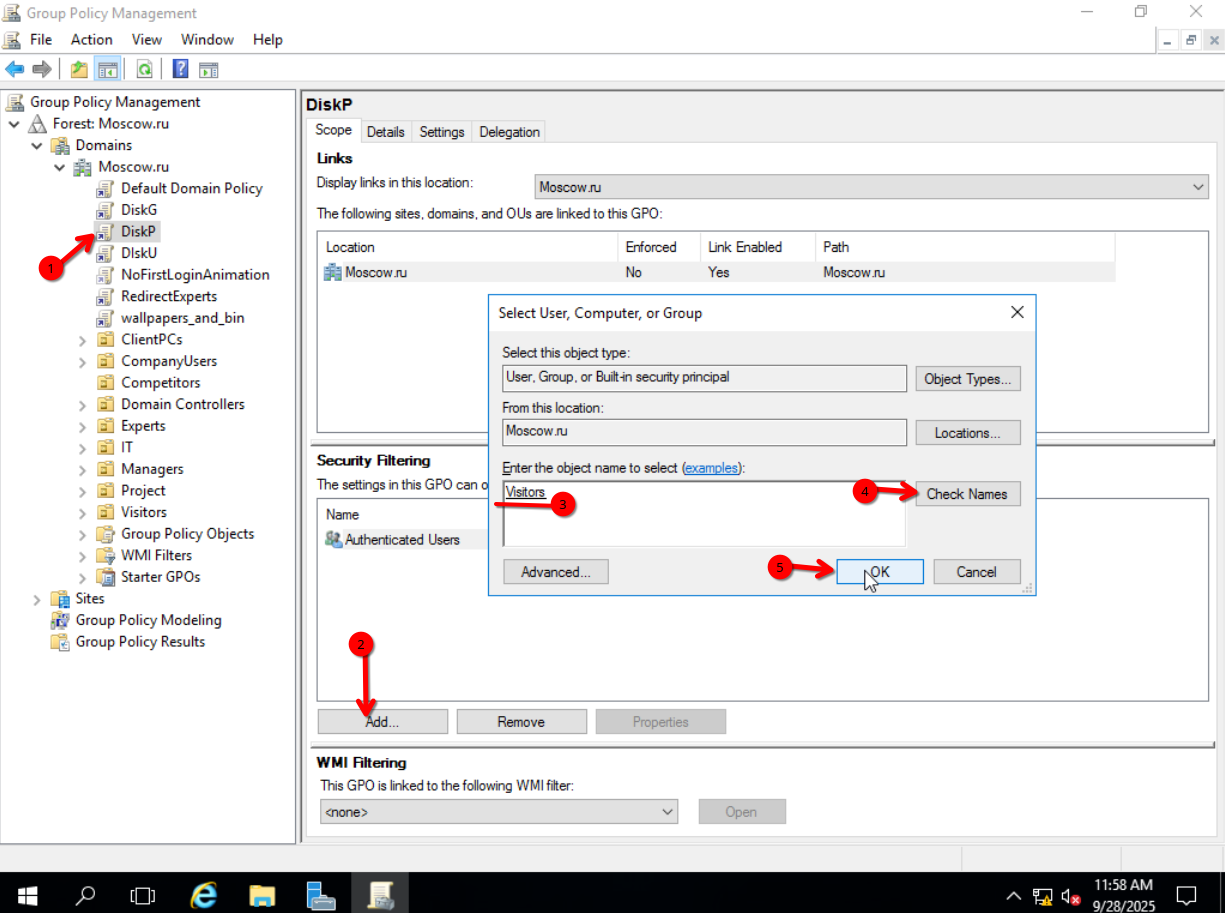 Group Policy Management
File Action View Window Help
Group Policy Management
Forest: Moscow.ru
Domains
Moscow.ru
Default Domain Policy
DiskG
DiskP
DIskU
NoFirstLoginAnimation
RedirectExperts
wallpapers_and_bin
ClientPCs
CompanyUsers
Competitors
Domain Controllers
Experts
IT
Managers
Project
Visitors
Group Policy Objects
WMI Filters
Starter GPOs
Sites
Group Policy Modeling
Group Policy Results
1
DiskP
Scope Details Settings Delegation
Links
Display links in this location: Moscow.ru
The following sites, domains, and OUs are linked to this GPO:
Location Enforced Link Enabled Path
Moscow.ru No Yes Moscow.ru
Security Filtering
The settings in this GPO can o
Name
Authenticated Users
2
Add... Remove Properties
WMI Filtering
This GPO is linked to the following WMI filter:
<none> Open
Select User, Computer, or Group
Select this object type:
User, Group, or Built-in security principal Object Types...
From this location:
Moscow.ru Locations...
Enter the object name to select (examples):
Visitors 3 4 Check Names
Advanced... 5 OK Cancel
11:58 AM
9/28/2025